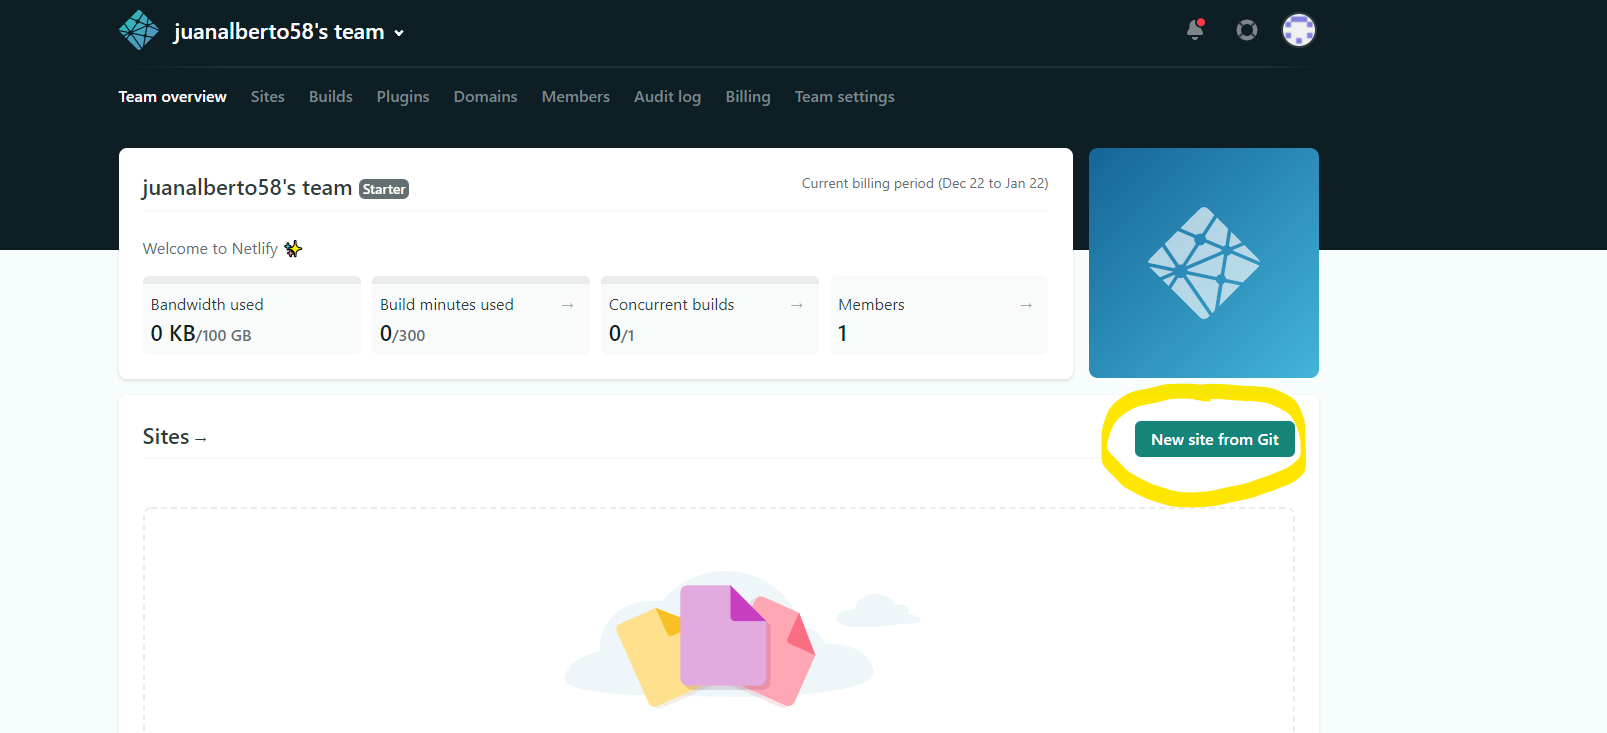 juanalberto58's team
Team overview Sites Builds Plugins Domains Members Audit log Billing Team settings
juanalberto58's team Starter
Current billing period (Dec 22 to Jan 22)
Welcome to Netlify ✨
Bandwidth used
0 KB/100 GB
Build minutes used →
0/300
Concurrent builds →
0/1
Members →
1
Sites →
New site from Git